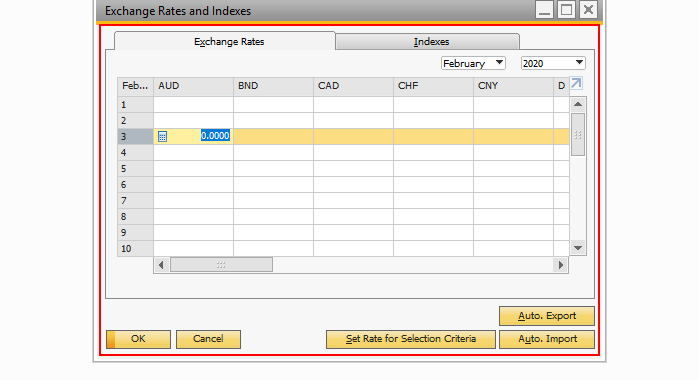 Exchange Rates and Indexes
Exchange Rates Indexes
February 2020
Feb... AUD BND CAD CHF CNY D
1
2
3 0.0000
4
5
6
7
8
9
10
Auto. Export
OK Cancel Set Rate for Selection Criteria Auto. Import